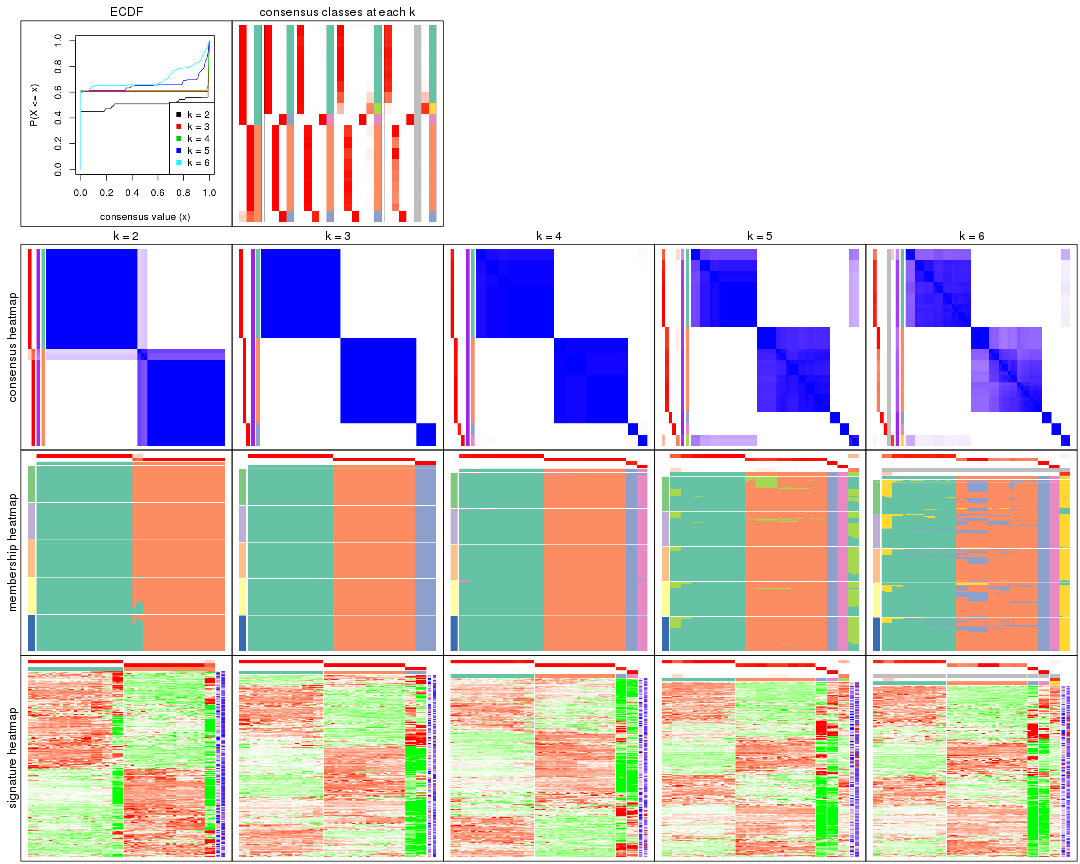 ECDF
consensus classes at each k
P(X <= x)
0.0 0.2 0.4 0.6 0.8 1.0
k = 2
k = 3
k = 4
k = 5
k = 6
0.0 0.2 0.4 0.6 0.8 1.0
consensus value (x)
k = 2
k = 3
k = 4
k = 5
k = 6
consensus heatmap
membership heatmap
signature heatmap